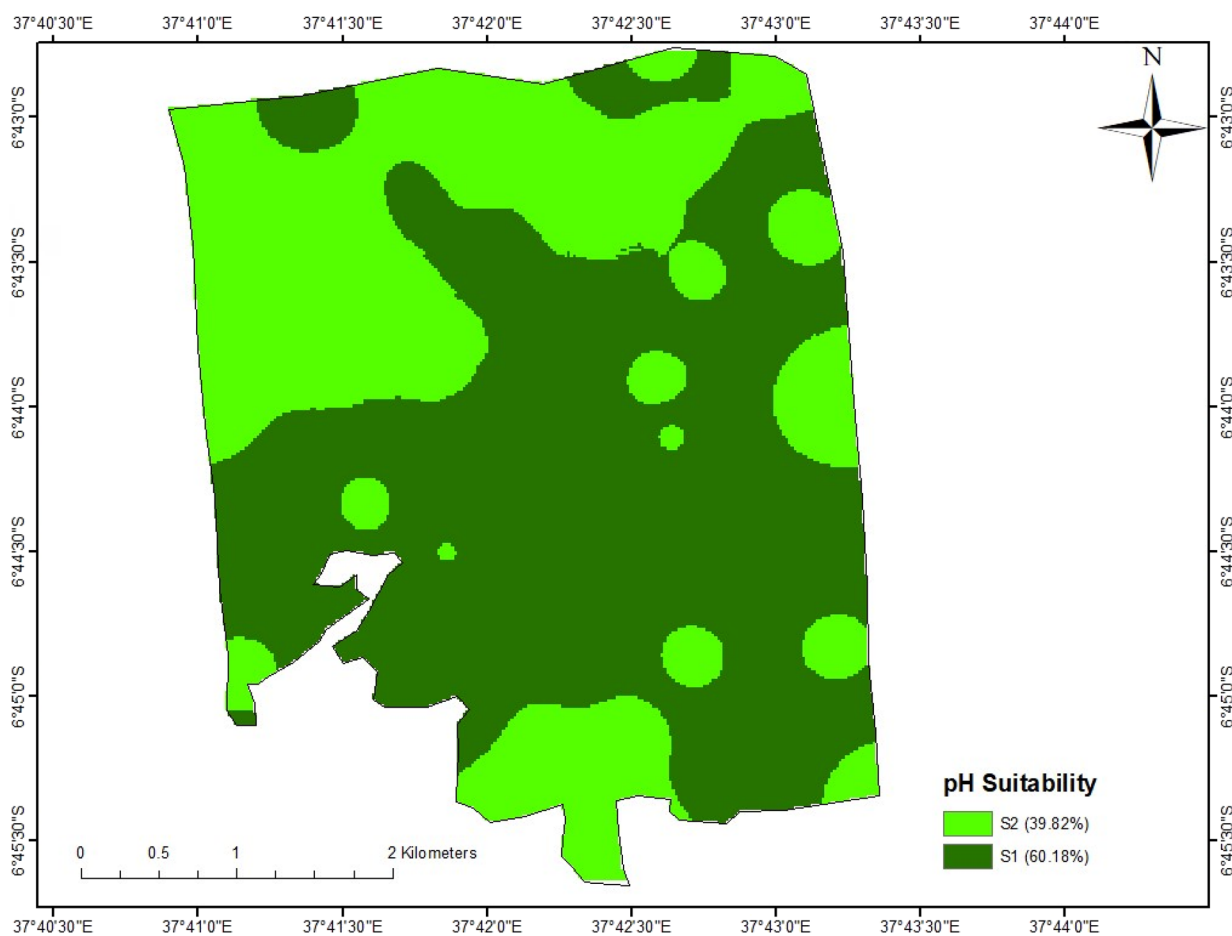 37°40'30"E 37°41'0"E 37°41'30"E 37°42'0"E 37°42'30"E 37°43'0"E 37°43'30"E 37°44'0"E
N
6°43'0"S 6°43'0"S
6°43'30"S 6°43'30"S
6°44'0"S 6°44'0"S
6°44'30"S 6°44'30"S
6°45'0"S 6°45'0"S
pH Suitability
S2 (39.82%)
6°45'30"S 6°45'30"S
0 0.5 1 2 Kilometers
S1 (60.18%)
37°40'30"E 37°41'0"E 37°41'30"E 37°42'0"E 37°42'30"E 37°43'0"E 37°43'30"E 37°44'0"E